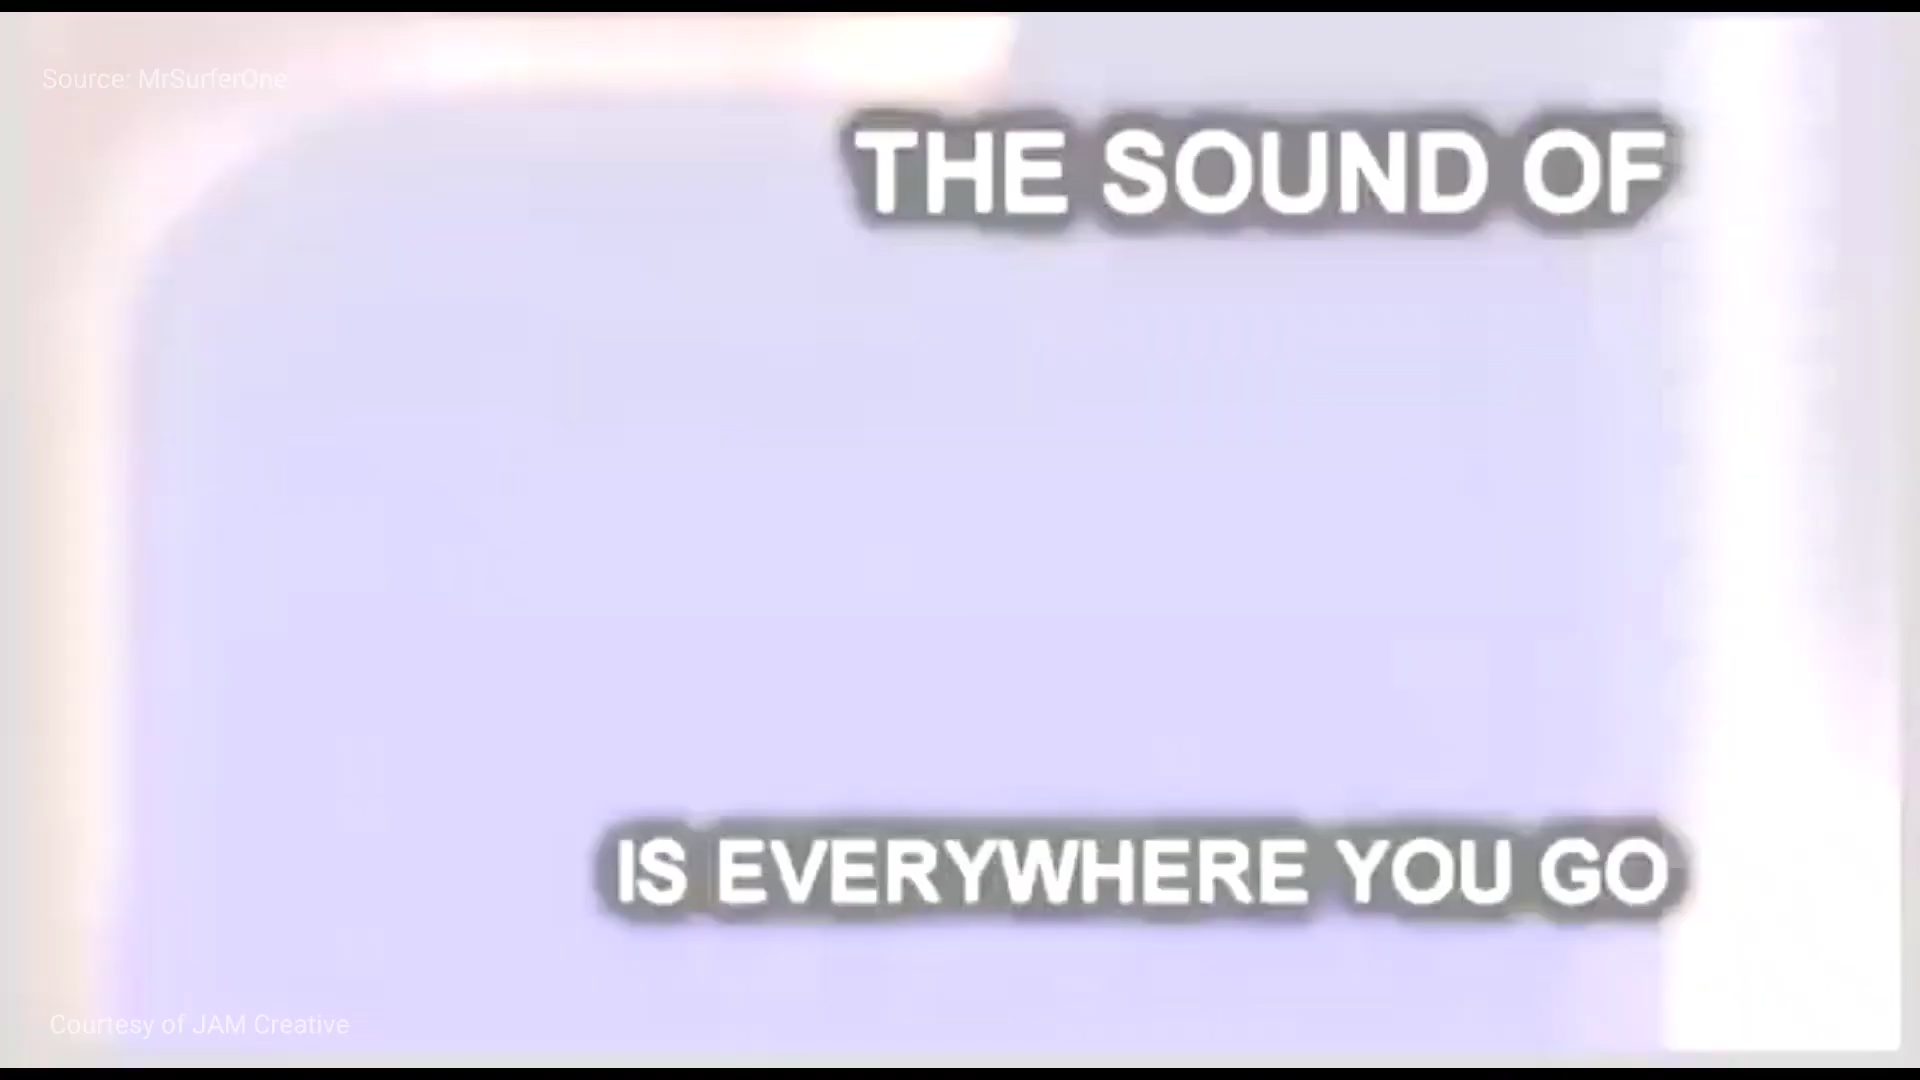 Source: MrSurferOne
THE SOUND OF
IS EVERYWHERE YOU GO
Courtesy of JAM Creative